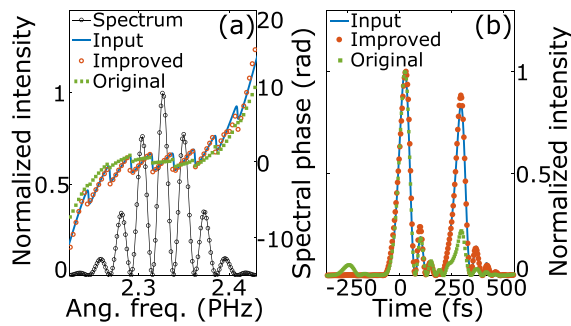 Spectrum
Input
Improved
Original
(a)
Normalized intensity
1
0.5
0
20
10
0
-10
Spectral phase (rad)
2.3
2.4
Ang. freq. (PHz)
Input
Improved
Original
(b)
1
0.5
0
Normalized intensity
-250
0
250
500
Time (fs)